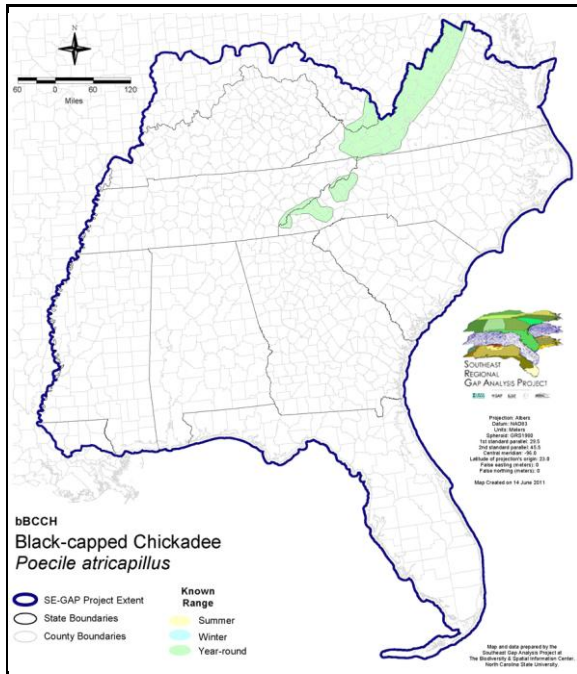 N
60 0 60 120
Miles
SOUTHEAST
REGIONAL
GAP ANALYSIS PROJECT
Projection: Albers
Datum: NAD83
Units: Meters
Spheroid: GRS1980
1st standard parallel: 29.5
2nd standard parallel: 45.5
Central meridian: -96.0
Latitude of projection's origin: 23.0
False easting (meters): 0
False northing (meters): 0
Map Created on 14 June 2011
bBCCH
Black-capped Chickadee
Poecile atricapillus
SE-GAP Project Extent
State Boundaries
County Boundaries
Known
Range
Summer
Winter
Year-round
Map and data prepared by the
Southeast Gap Analysis Project at
The Biodiversity & Spatial Information Center,
North Carolina State University.